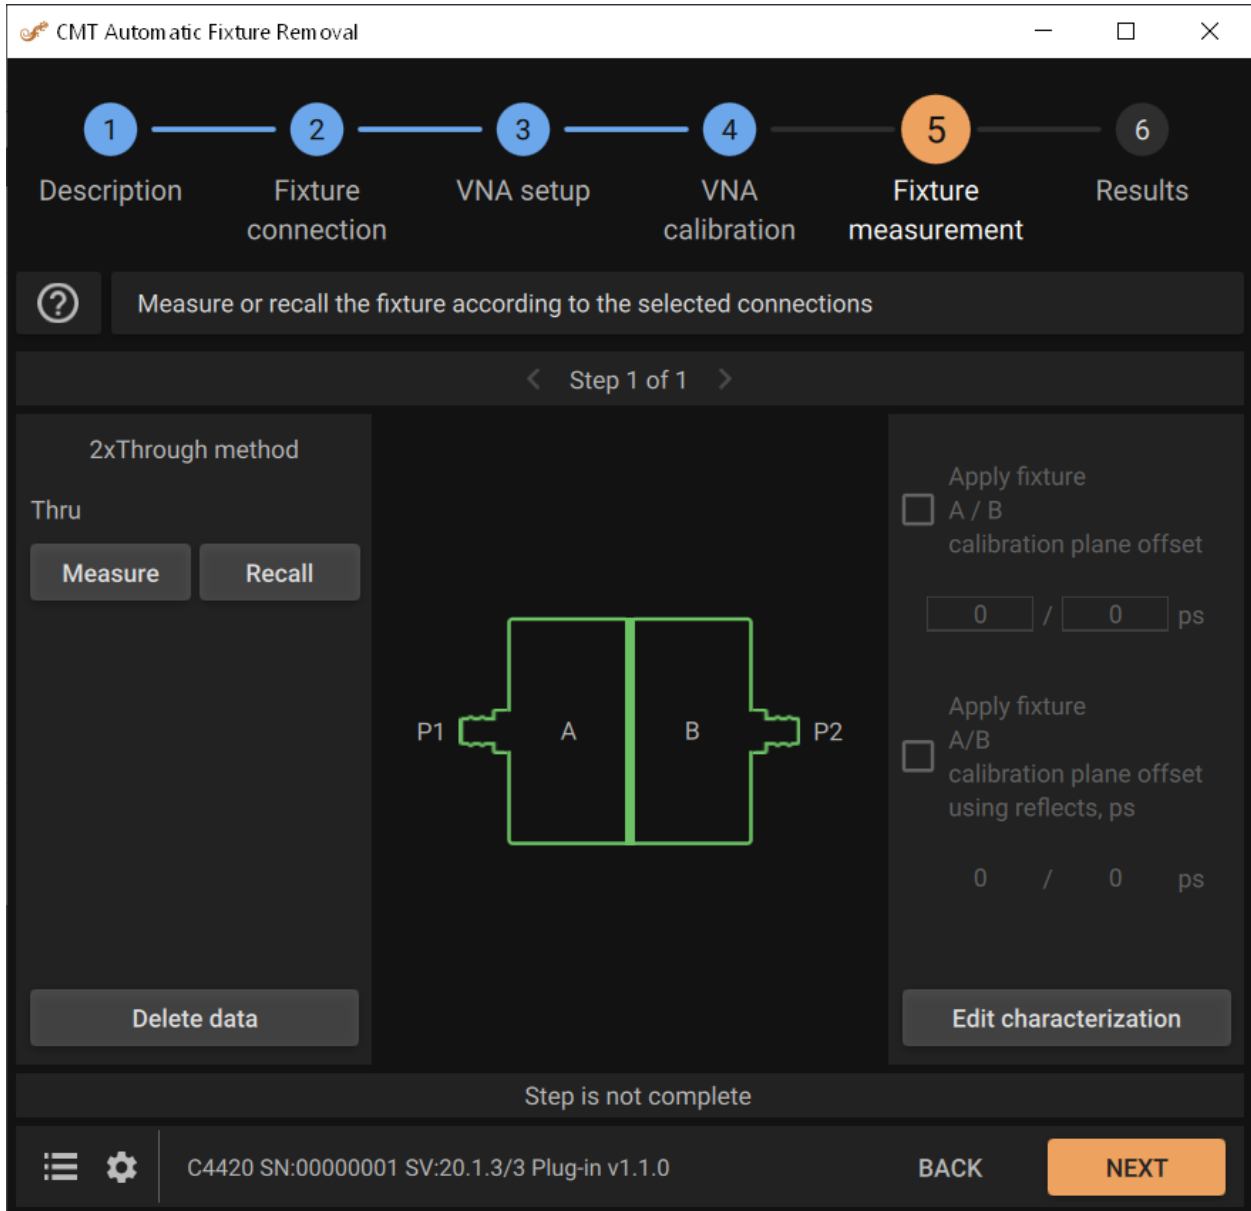 CMT Automatic Fixture Removal
1
2
3
4
5
6
Description
Fixture
connection
VNA setup
VNA
calibration
Fixture
measurement
Results
Measure or recall the fixture according to the selected connections
Step 1 of 1
2xThrough method
Thru
Measure
Recall
Delete data
P1
A
B
P2
Apply fixture
A / B
calibration plane offset
0 / 0 ps
Apply fixture
A/B
calibration plane offset
using reflects, ps
0 / 0 ps
Edit characterization
Step is not complete
C4420 SN:00000001 SV:20.1.3/3 Plug-in v1.1.0
BACK
NEXT